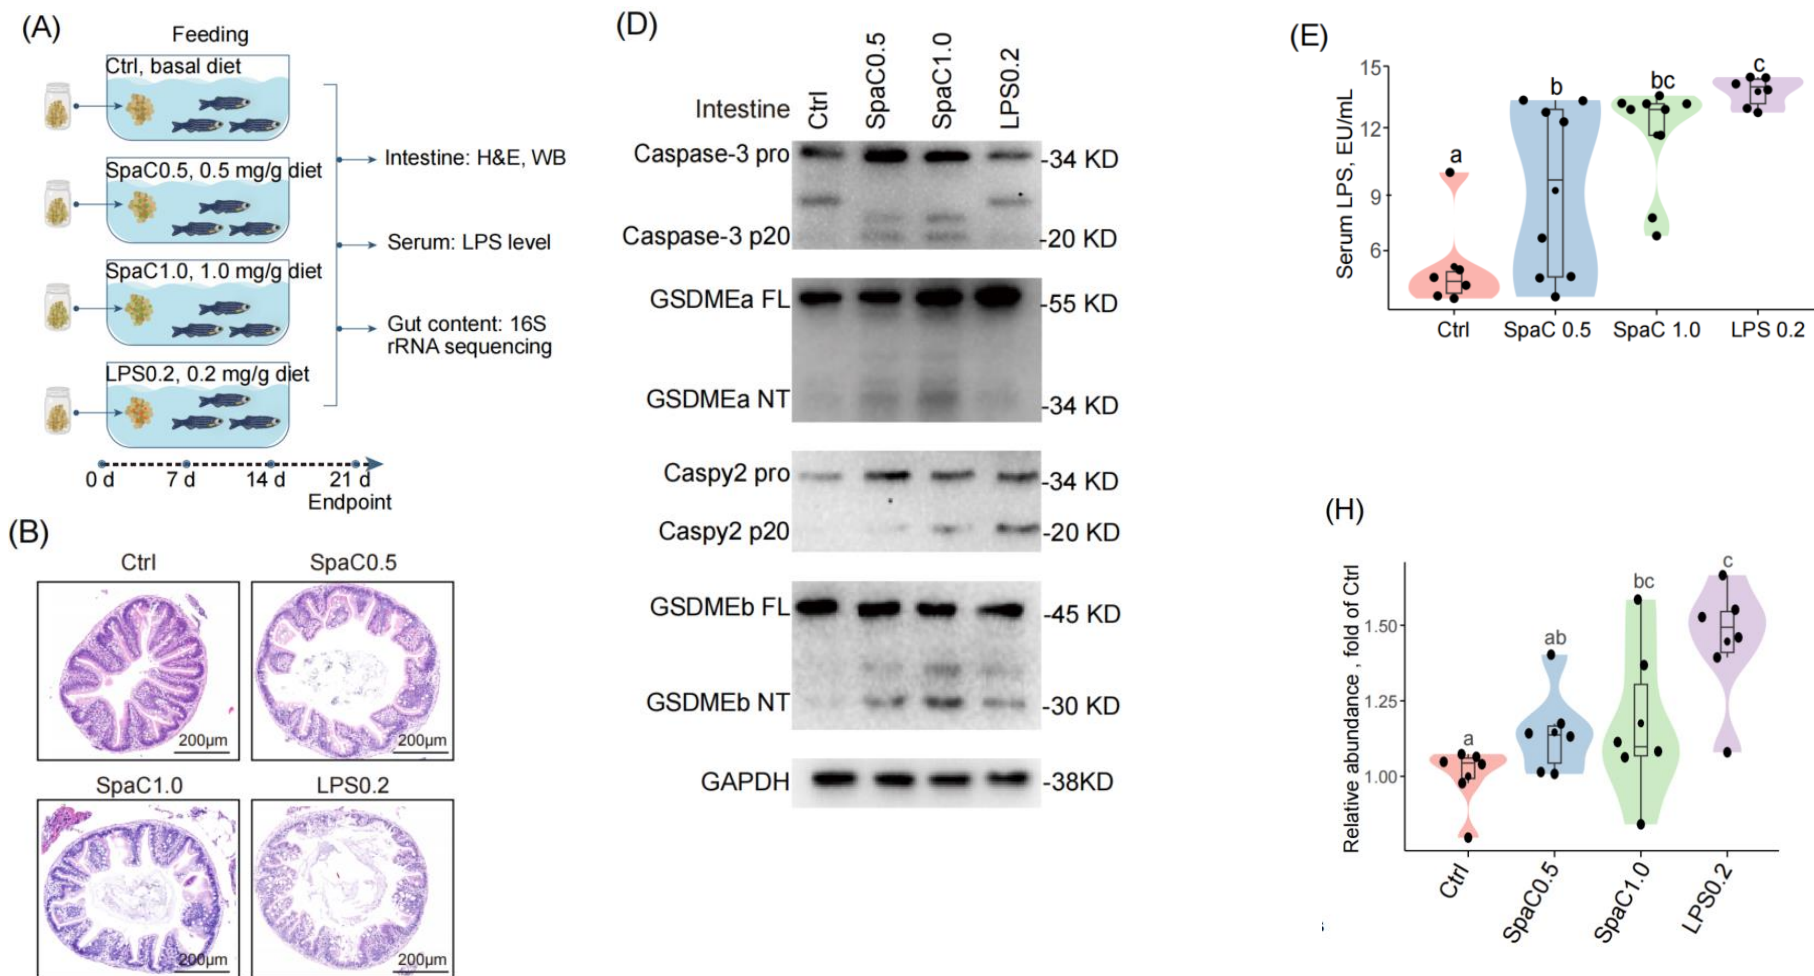 (A)
Feeding
Ctrl, basal diet
SpaC0.5, 0.5 mg/g diet
SpaC1.0, 1.0 mg/g diet
LPS0.2, 0.2 mg/g diet
Intestine: H&E, WB
Serum: LPS level
Gut content: 16S
rRNA sequencing
0 d 7 d 14 d 21 d
Endpoint
(B)
Ctrl SpaC0.5
200μm 200μm
SpaC1.0 LPS0.2
200μm 200μm
(D)
Intestine Ctrl SpaC0.5 SpaC1.0 LPS0.2
Caspase-3 pro -34 KD
Caspase-3 p20 -20 KD
GSDMEa FL -55 KD
GSDMEa NT -34 KD
Caspy2 pro -34 KD
Caspy2 p20 -20 KD
GSDMEb FL -45 KD
GSDMEb NT -30 KD
GAPDH -38KD
(E)
Serum LPS, EU/mL
15
12
9
6
a b bc c
Ctrl SpaC 0.5 SpaC 1.0 LPS 0.2
(H)
Relative abundance , fold of Ctrl
1.50
1.25
1.00
a ab bc c
Ctrl SpaC0.5 SpaC1.0 LPS0.2